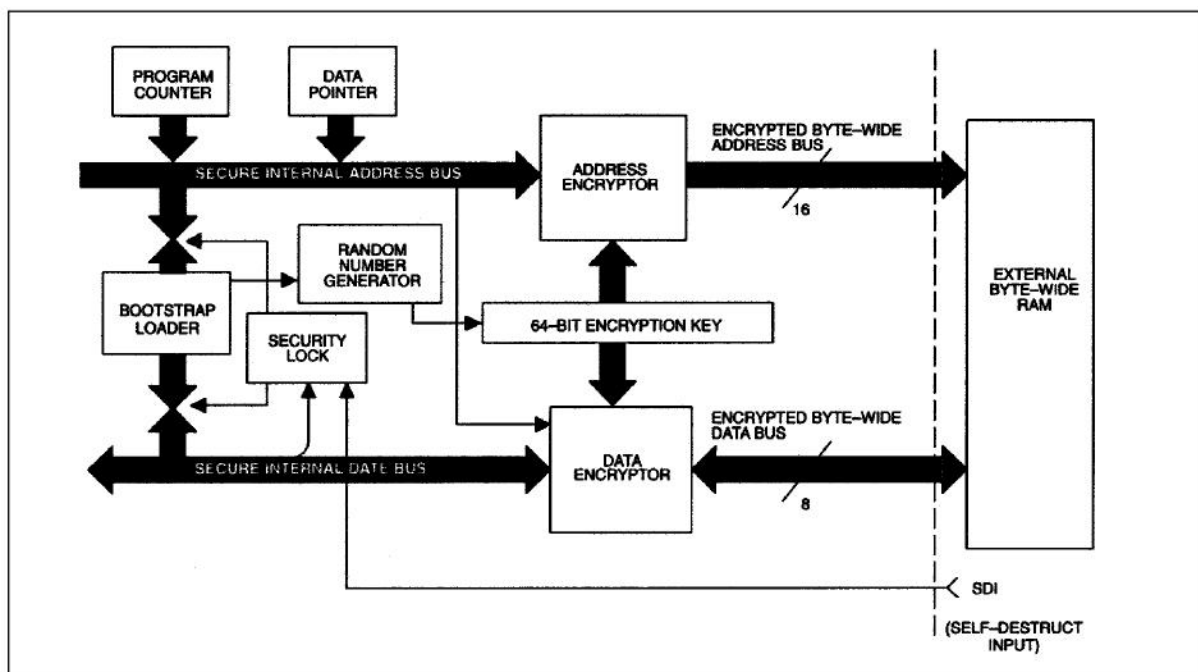 PROGRAM
COUNTER
DATA
POINTER
SECURE INTERNAL ADDRESS BUS
ADDRESS
ENCRYPTOR
ENCRYPTED BYTE–WIDE
ADDRESS BUS
16
RANDOM
NUMBER
GENERATOR
BOOTSTRAP
LOADER
SECURITY
LOCK
64–BIT ENCRYPTION KEY
EXTERNAL
BYTE–WIDE
RAM
SECURE INTERNAL DATE BUS
DATA
ENCRYPTOR
ENCRYPTED BYTE–WIDE
DATA BUS
8
SDI
(SELF–DESTRUCT
INPUT)